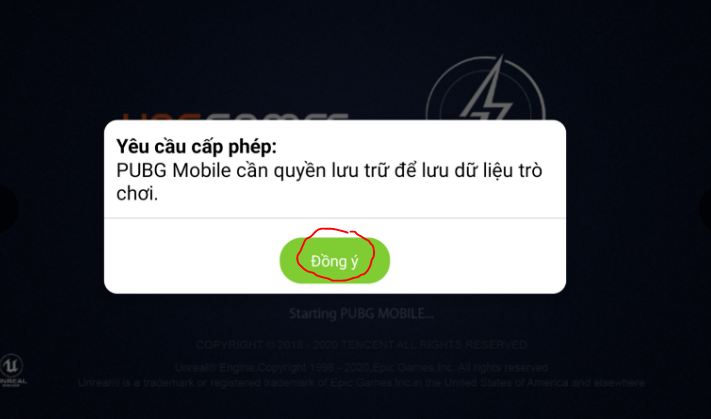 Yêu cầu cấp phép:
PUBG Mobile cần quyền lưu trữ để lưu dữ liệu trò
chơi.
Đồng ý
Starting PUBG MOBILE...
COPYRIGHT © 2018 - 2020 TENCENT ALL RIGHTS RESERVED
Unreal® Engine, Copyright 1998 - 2020, Epic Games, Inc. All rights reserved
Unreal® is a trademark or registered trademark of Epic Games, Inc in the United States of America and elsewhere